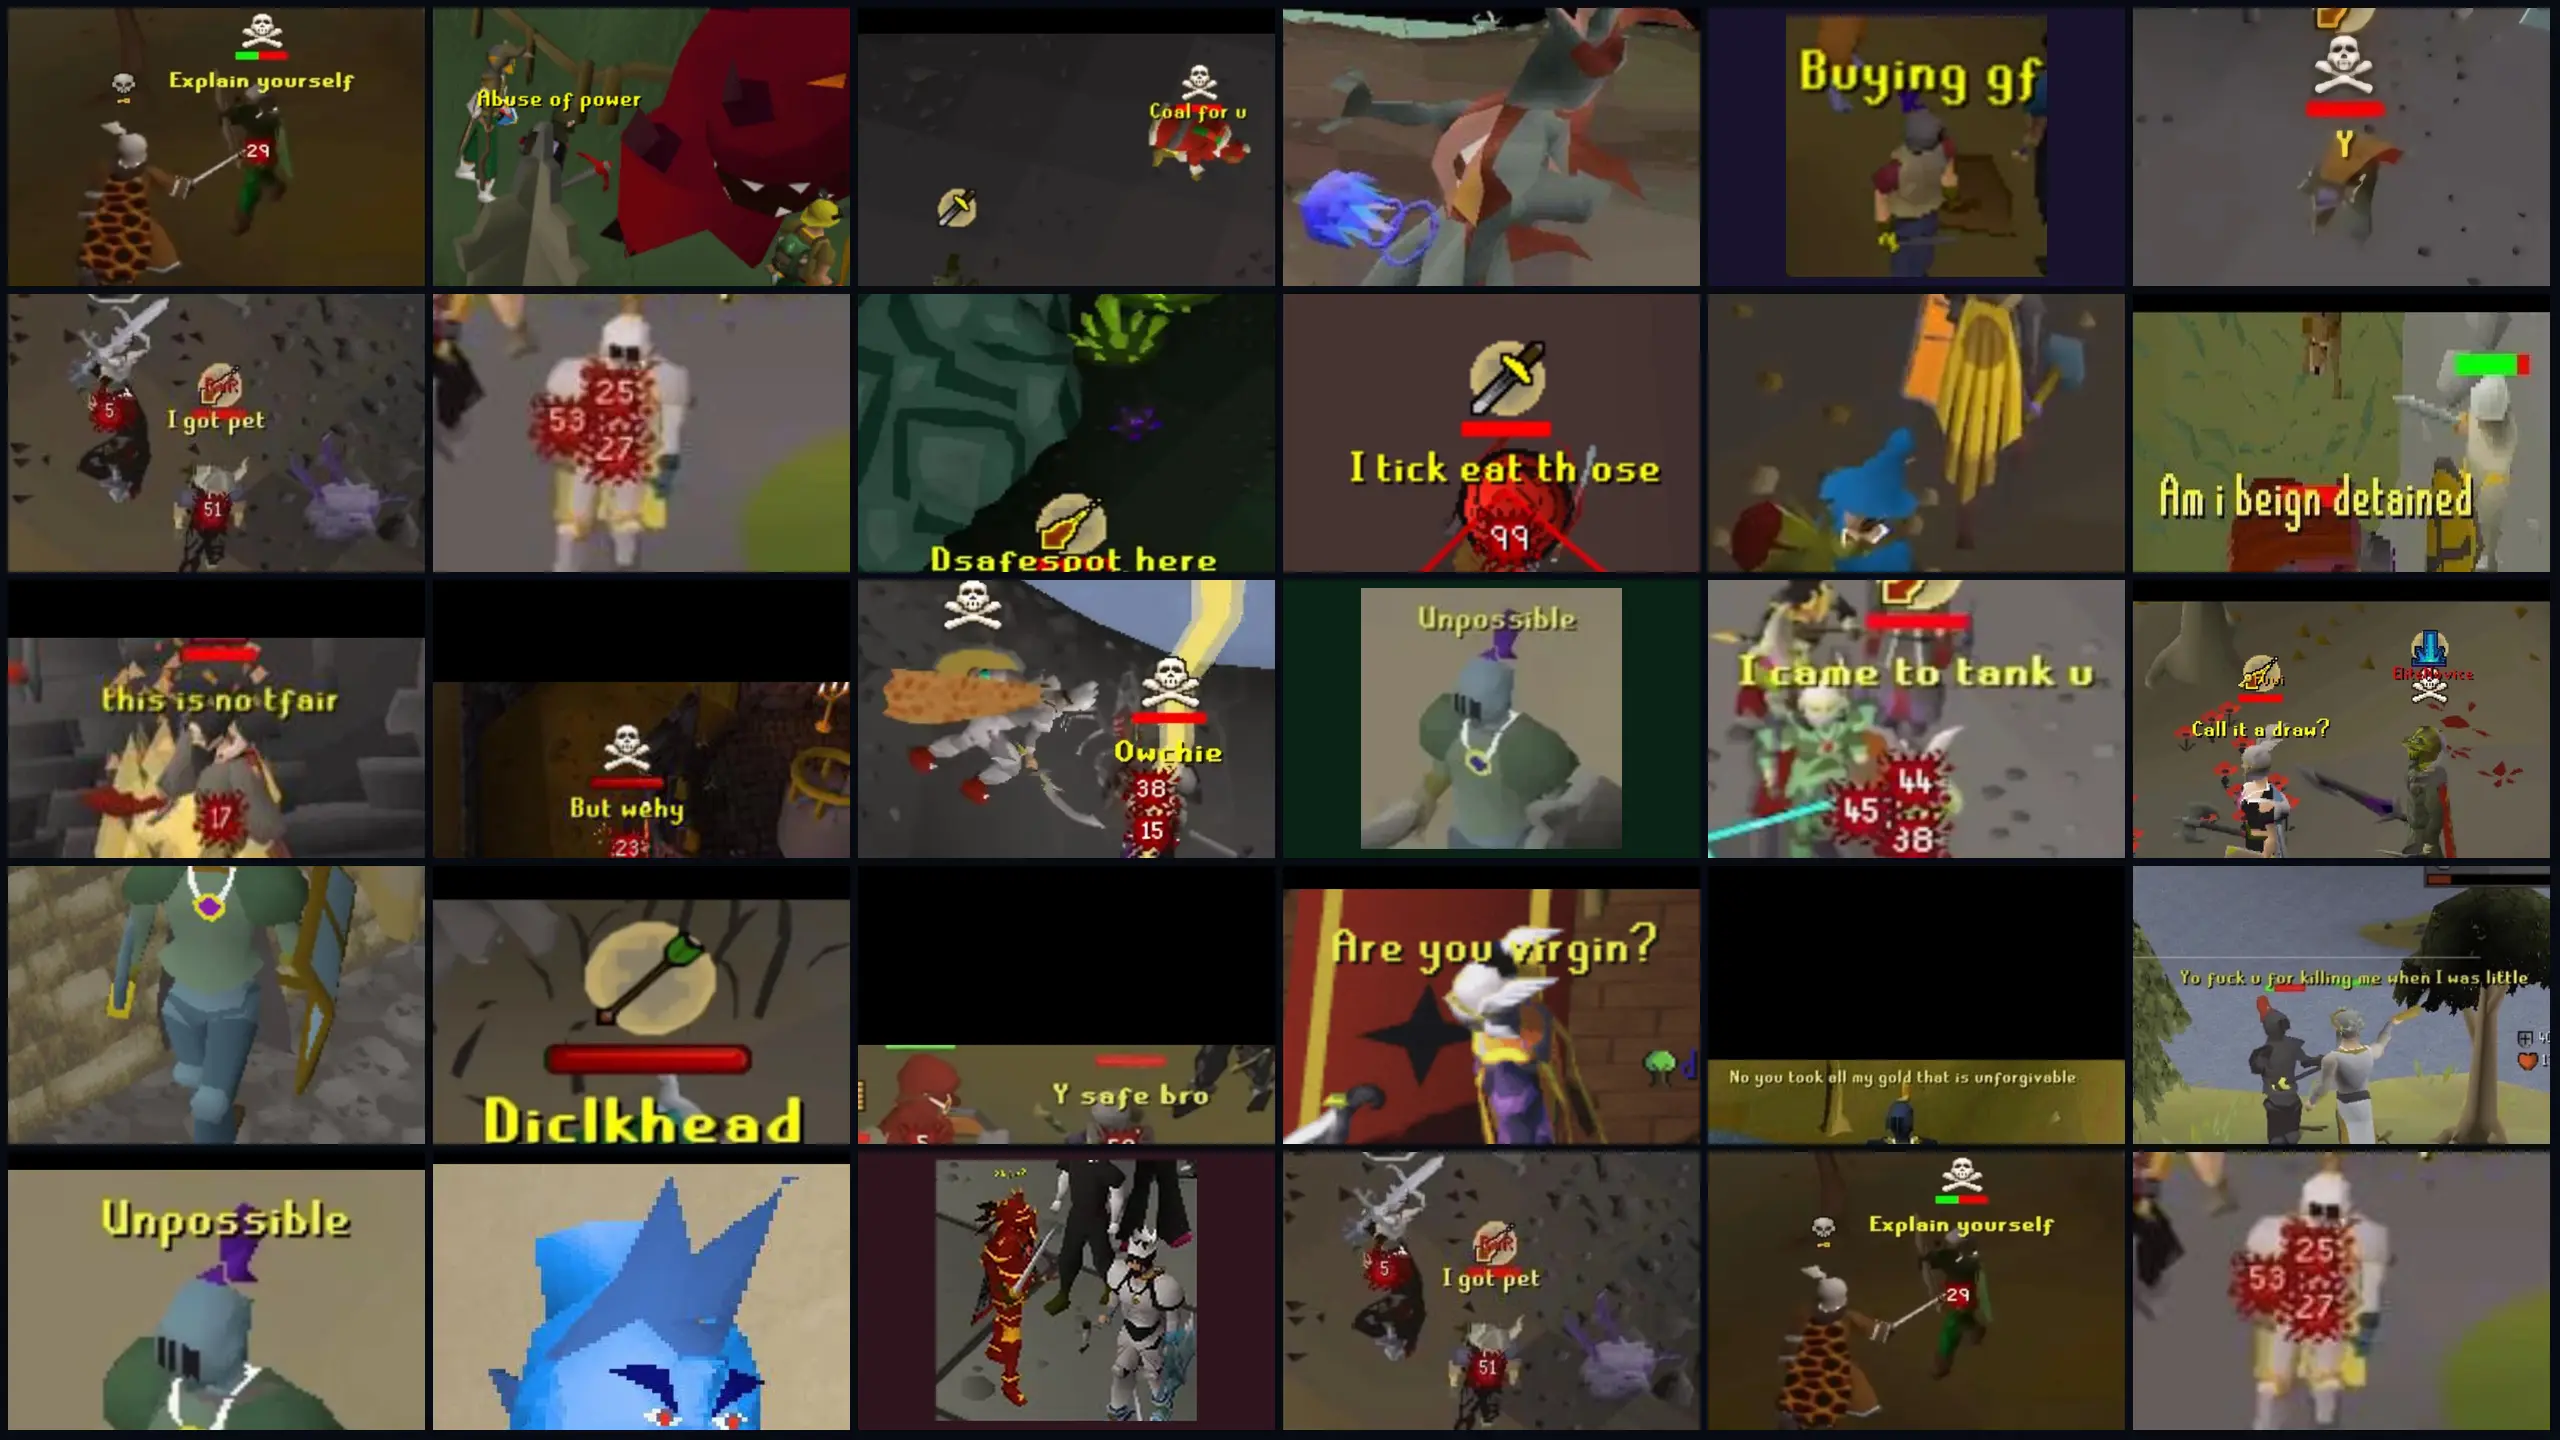 Explain yourself
29
Abuse of power
Coal for u
Buying gf
Y
5
I got pet
51
25
53
27
Dsafespot here
I tick eat th ose
99
Am i beign detained
this is no tfair
17
But wehy
23
Owchie
38
15
Unpossible
I came to tank u
44
45
38
Call it a draw?
Diclkhead
Y safe bro
5
Are you virgin?
d
No you took all my gold that is unforgivable
Yo fuck u for killing me when I was little
Unpossible
5
I got pet
51
Explain yourself
29
25
53
27